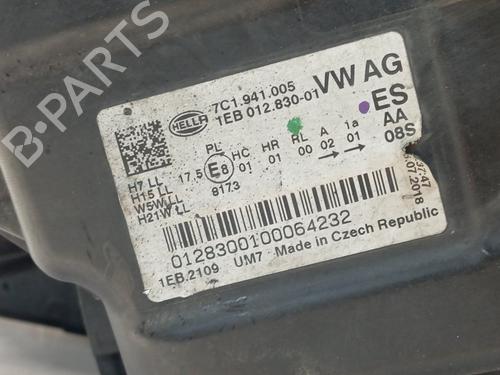 HELLA
7C1.941.005
1EB 012.830-01
VW AG
ES
AA
08S
H7 LL
H15 LL
W5W LL
H21W LL
17,5
PL
E8
8173
HC
01
HR
01
RL
00
A
02
1a
01
07.2018
0128300100064232
1EB.2109 UM7 Made in Czech Republic
B-PARTS